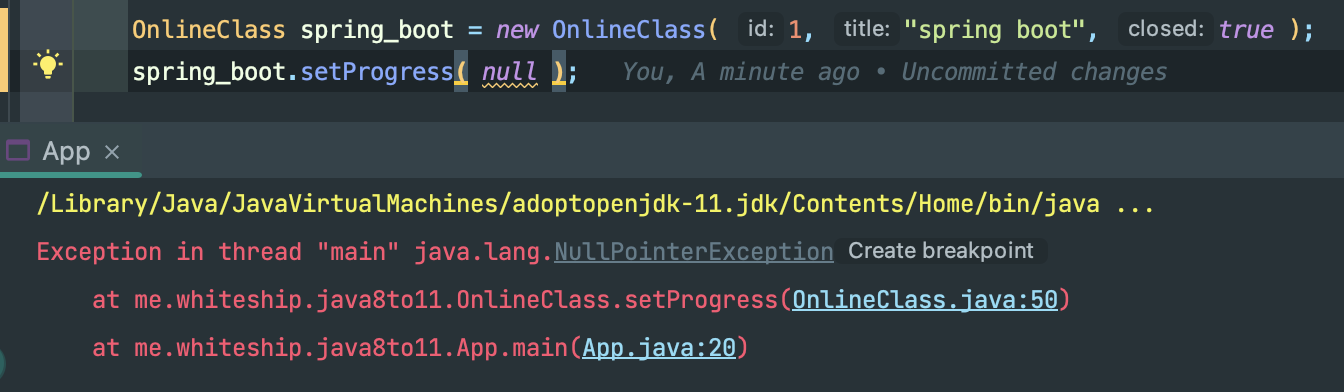 OnlineClass spring_boot = new OnlineClass( id: 1, title: "spring boot", closed: true );
spring_boot.setProgress( null ); You, A minute ago • Uncommitted changes
App ×
/Library/Java/JavaVirtualMachines/adoptopenjdk-11.jdk/Contents/Home/bin/java ...
Exception in thread "main" java.lang.NullPointerException Create breakpoint
at me.whiteship.java8to11.OnlineClass.setProgress(OnlineClass.java:50)
at me.whiteship.java8to11.App.main(App.java:20)